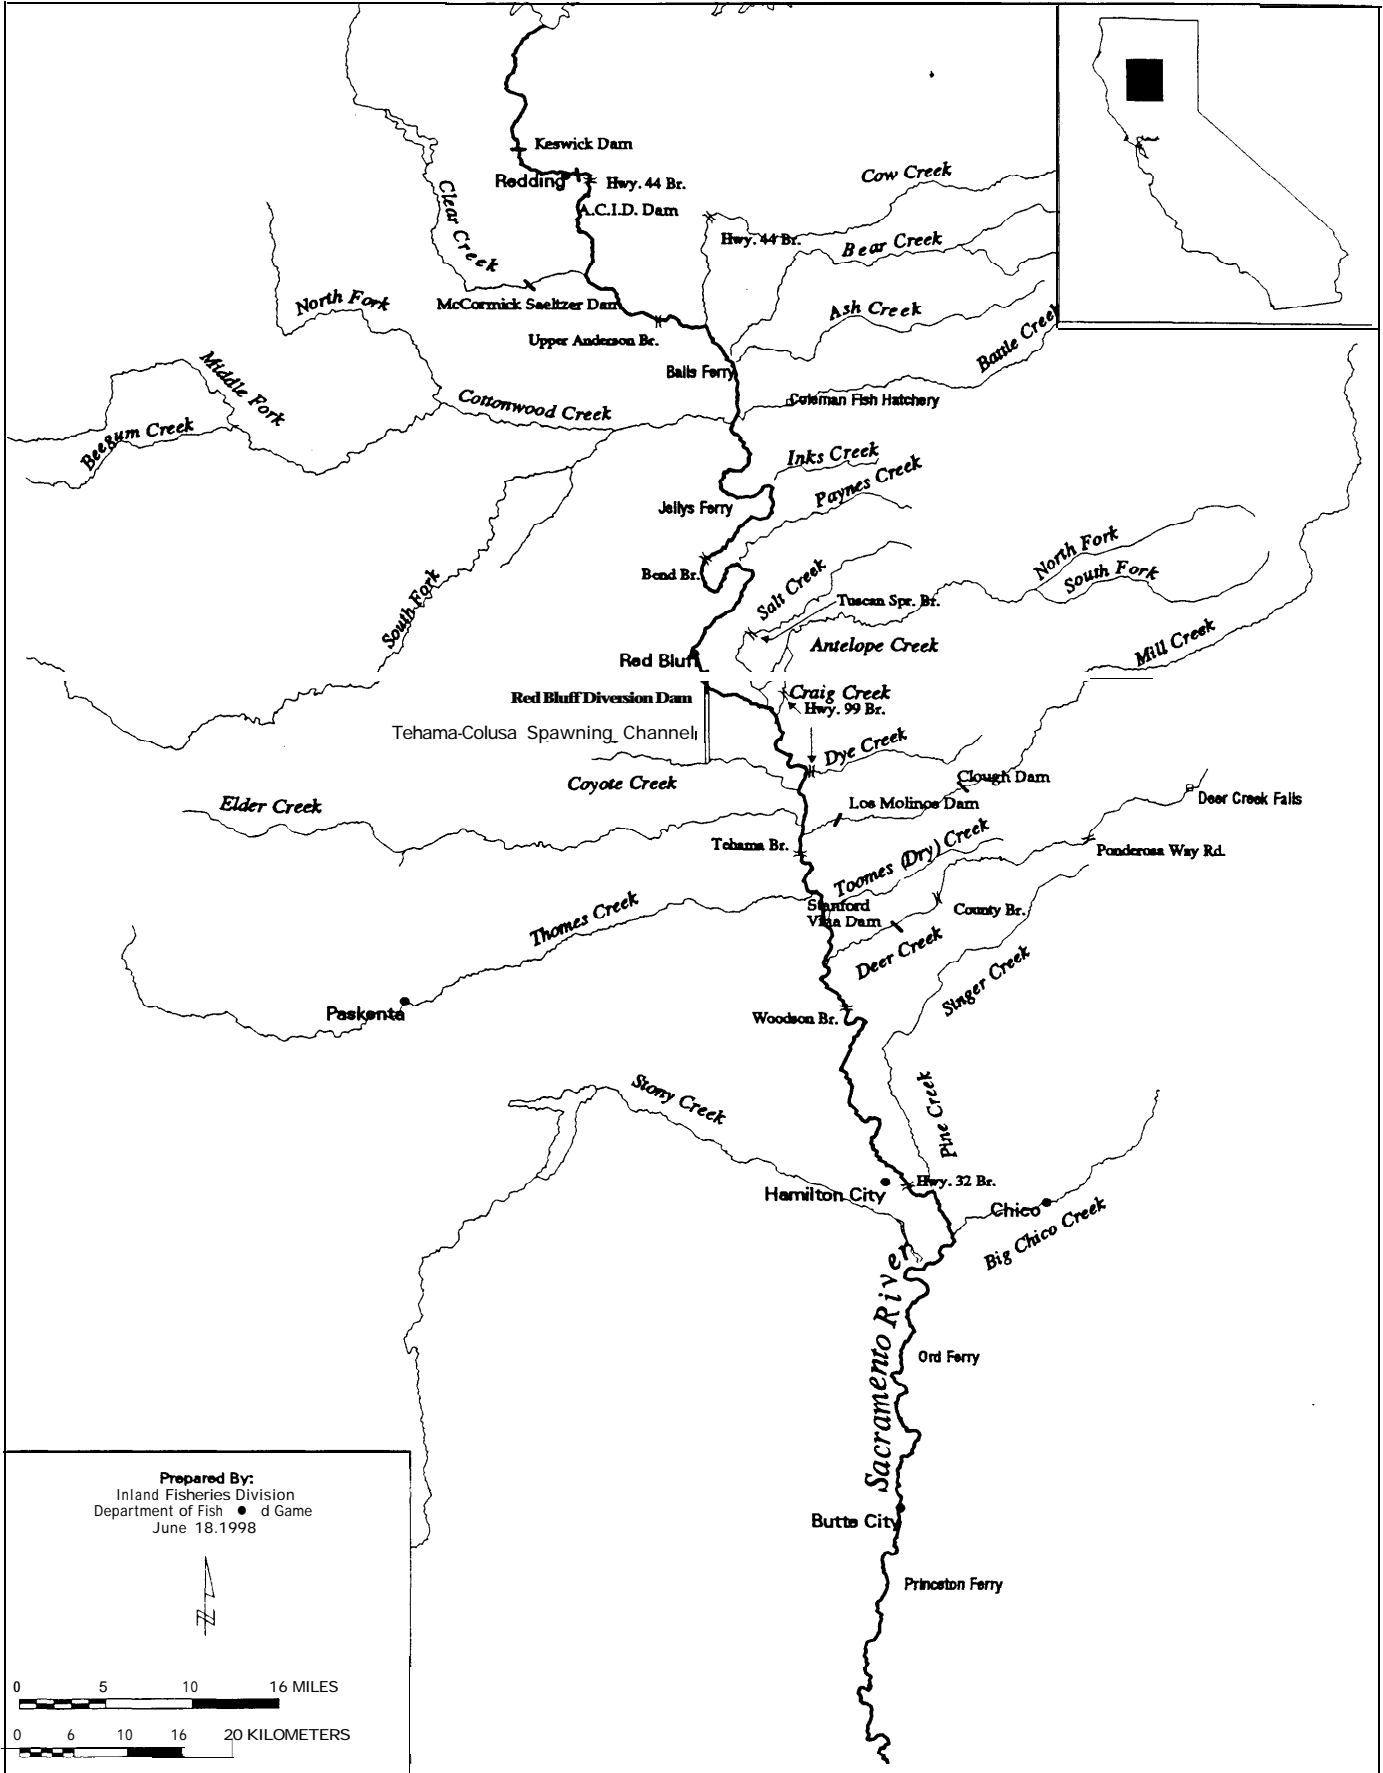 Keswick Dam
Redding
Hwy. 44 Br.
A.C.I.D. Dam
Cow Creek
Clear Creek
Hwy. 44 Br.
Bear Creek
North Fork
McCormick Saeltzer Dam
Ash Creek
Upper Anderson Br.
Battle Creek
Middle Fork
Balls Ferry
Cottonwood Creek
Coleman Fish Hatchery
Beegum Creek
Inks Creek
Paynes Creek
Jellys Ferry
North Fork
South Fork
Bend Br.
Salt Creek
Tuscan Spr. Br.
South Fork
Antelope Creek
Mill Creek
Red Bluff
Red Bluff Diversion Dam
Craig Creek
Hwy. 99 Br.
Tehama-Colusa Spawning Channel
Dye Creek
Coyote Creek
Clough Dam
Elder Creek
Los Molinos Dam
Deer Creek Falls
Tehama Br.
Toomes (Dry) Creek
Ponderosa Way Rd.
Stanford
Vina Dam
County Br.
Thomes Creek
Deer Creek
Singer Creek
Paskenta
Woodson Br.
Stony Creek
Pine Creek
Hamilton City
Hwy. 32 Br.
Chico
Big Chico Creek
Sacramento River
Ord Ferry
Butte City
Princeton Ferry
Prepared By:
Inland Fisheries Division
Department of Fish ● d Game
June 18.1998
N
0 5 10 16 MILES
0 6 10 16 20 KILOMETERS